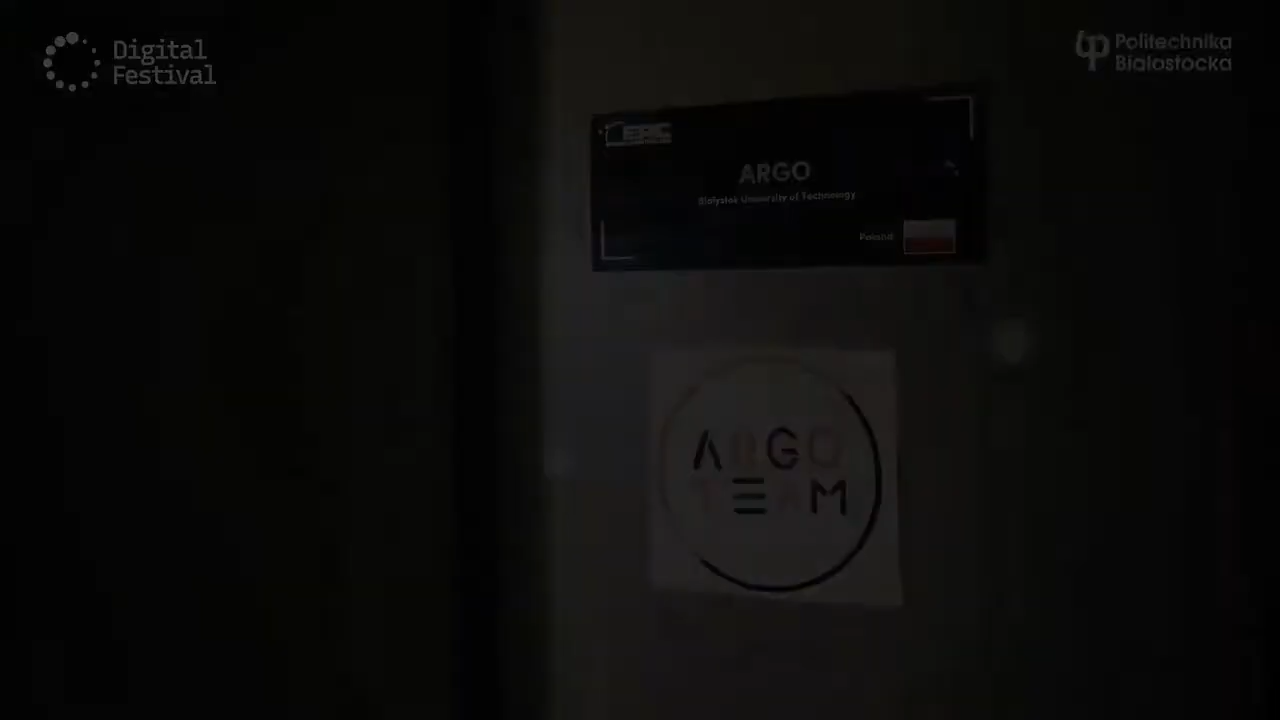 Digital
Festival
Politechnika
Białostocka
ARGO
Białystok University of Technology
Poland
ARGO
TEAM